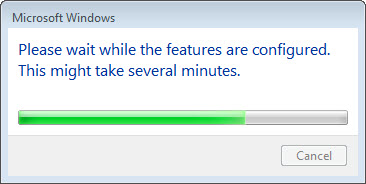 Microsoft Windows
Please wait while the features are configured.
This might take several minutes.
Cancel